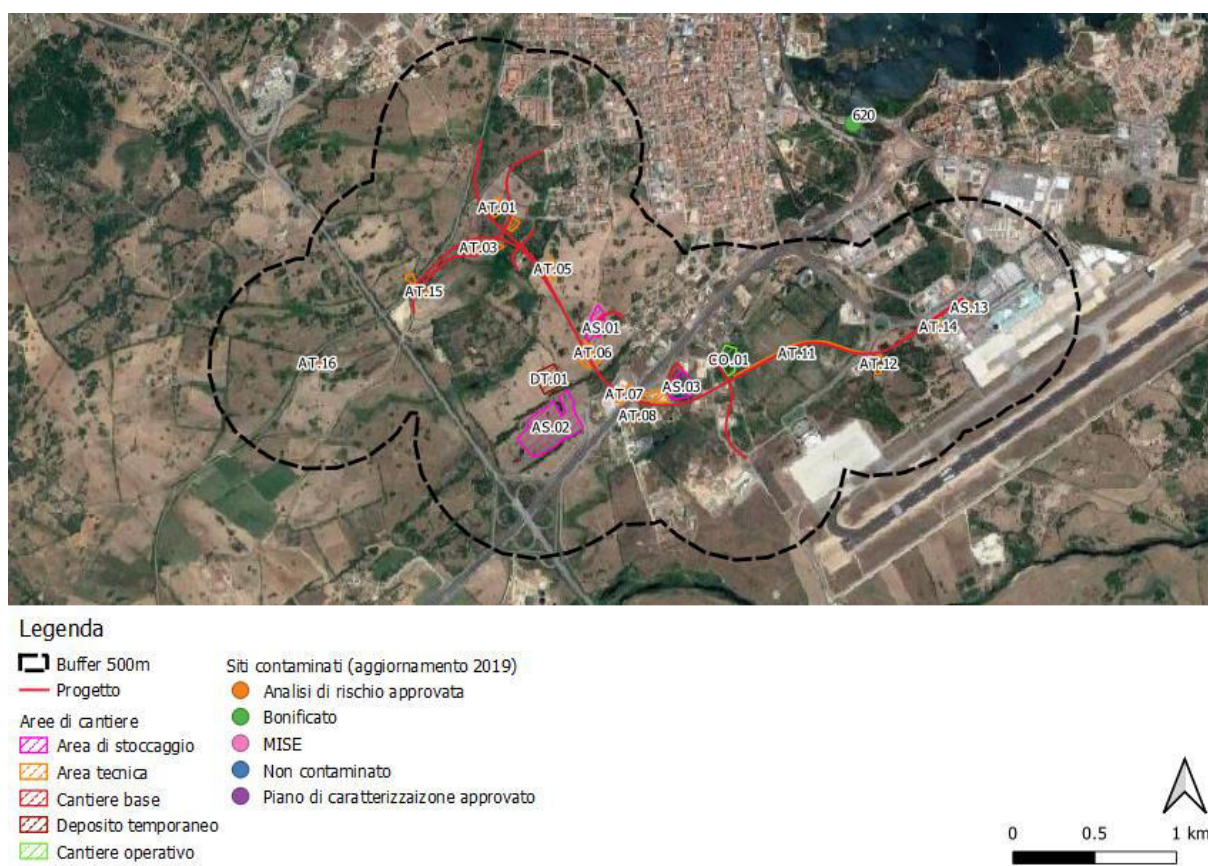 620
AT.01
AT.03
AT.05
AT.15
AS.13
AS.01
AT.14
AT.06
CO.01
AT.11
AT.16
AT.12
DT.01
AS.03
AT.07
AT.08
AS.02
Legenda
Buffer 500m
Progetto
Aree di cantiere
Area di stoccaggio
Area tecnica
Cantiere base
Deposito temporaneo
Cantiere operativo
Siti contaminati (aggiornamento 2019)
Analisi di rischio approvata
Bonificato
MISE
Non contaminato
Piano di caratterizzaizone approvato
0 0.5 1 km